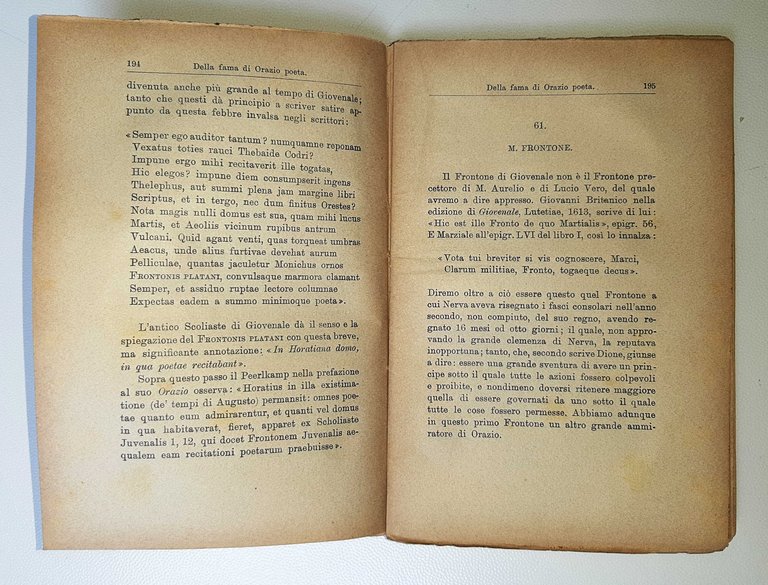 194 Della fama di Orazio poeta.
divenuta anche più grande al tempo di Giovenale;
tanto che questi dà principio a scriver satire ap-
punto da questa febbre invalsa negli scrittori:
«Semper ego auditor tantum? numquamne reponam
Vexatus toties rauci Thebaide Codri?
Impune ergo mihi recitaverit ille togatas,
Hic elegos? impune diem consumpserit ingens
Thelephus, aut summi plena jam margine libri
Scriptus, et in tergo, nec dum finitus Orestes?
Nota magis nulli domus est sua, quam mihi lucus
Martis, et Aeoliis vicinum rupibus antrum
Vulcani. Quid agant venti, quas torqueat umbras
Aeacus, unde alius furtivae devehat aurum
Pelliculae, quantas jaculetur Monichus ornos
FRONTONIS PLATANI, convulsaque marmora clamant
Semper, et assiduo ruptae lectore columnae
Expectas eadem a summo minimoque poeta».
L'antico Scoliaste di Giovenale dà il senso e la
spiegazione del FRONTONIS PLATANI con questa breve,
ma significante annotazione: «In Horatiana domo,
in qua poetae recitabant».
Sopra questo passo il Peerlkamp nella prefazione
al suo Orazio osserva: «Horatius in illa existima-
tione (de' tempi di Augusto) permansit: omnes poe-
tae quanto eum admirarentur, et quanti vel domus
in qua habitaverat, fieret, apparet ex Scholiaste
Juvenalis 1, 12, qui docet Frontonem Juvenalis ae-
qualem eam recitationi poetarum praebuisse».
Della fama di Orazio poeta. 195
61.
M. FRONTONE.
Il Frontone di Giovenale non è il Frontone pre-
cettore di M. Aurelio e di Lucio Vero, del quale
avremo a dire appresso. Giovanni Britanico nella
edizione di Giovenale, Lutetiae, 1613, scrive di lui:
«Hic est ille Fronto de quo Martialis», epigr. 56,
E Marziale all'epigr. LVI del libro I, così lo innalza:
«Vota tui breviter si vis cognoscere, Marci,
Clarum militiae, Fronto, togaeque decus».
Diremo oltre a ciò essere questo quel Frontone a
cui Nerva aveva risegnato i fasci consolari nell'anno
secondo, non compiuto, del suo regno, avendo re-
gnato 16 mesi od otto giorni; il quale, non appro-
vando la grande clemenza di Nerva, la reputava
inopportuna; tanto, che, secondo scrive Dione, giunse
a dire: essere una grande sventura di avere un prin-
cipe sotto il quale tutte le azioni fossero colpevoli
e proibite, e nondimeno doversi ritenere maggiore
quella di essere governati da uno sotto il quale
tutte le cose fossero permesse. Abbiamo adunque
in questo primo Frontone un altro grande ammi-
ratore di Orazio.